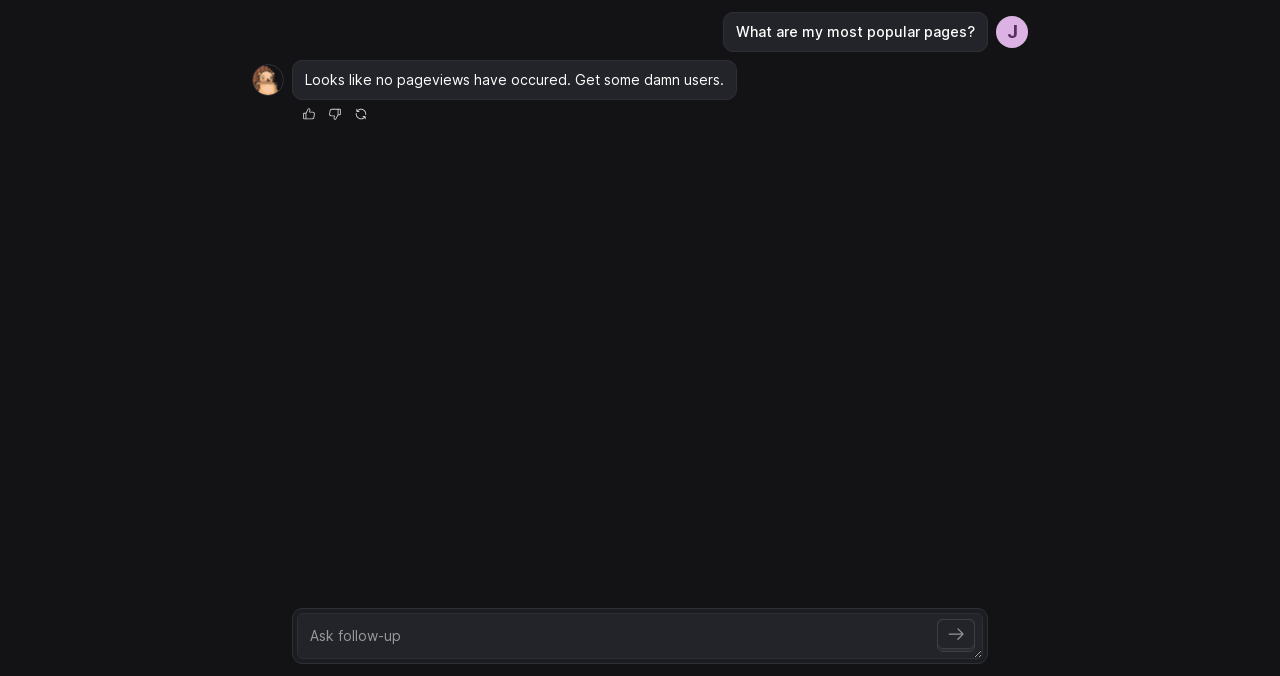 What are my most popular pages?
J
Looks like no pageviews have occured. Get some damn users.
Ask follow-up